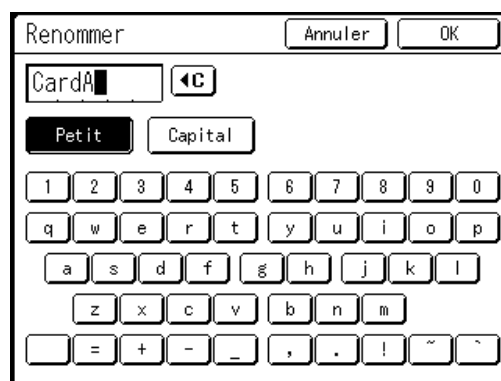 Renommer Annuler OK
CardA ◀C
Petit Capital
1 2 3 4 5 6 7 8 9 0
q w e r t y u i o p
a s d f g h j k l
z x c v b n m
= + - _ , . ! ~ ^